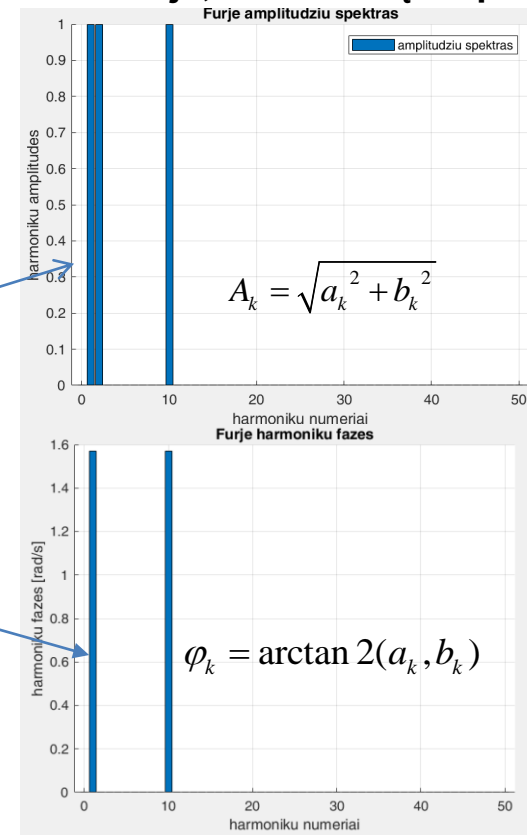 Furje amplitudziu spektras
amplitudziu spektras
1
0.9
0.8
0.7
0.6
0.5
0.4
0.3
0.2
0.1
0
harmoniku amplitudes
A_k = √(a_k² + b_k²)
0 10 20 30 40 50
harmoniku numeriai
Furje harmoniku fazes
1.6
1.4
1.2
1
0.8
0.6
0.4
0.2
0
harmoniku fazes [rad/s]
φ_k = arctan 2(a_k, b_k)
0 10 20 30 40 50
harmoniku numeriai